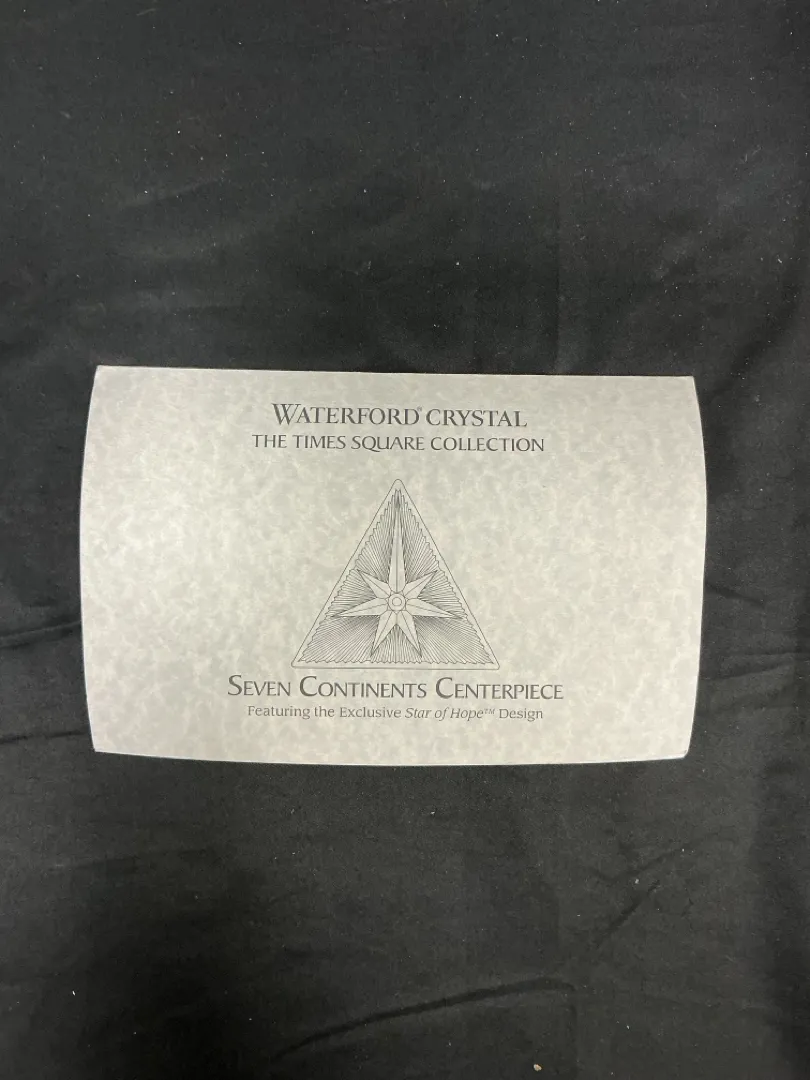 WATERFORD® CRYSTAL
THE TIMES SQUARE COLLECTION
SEVEN CONTINENTS CENTERPIECE
Featuring the Exclusive Star of Hope™ Design